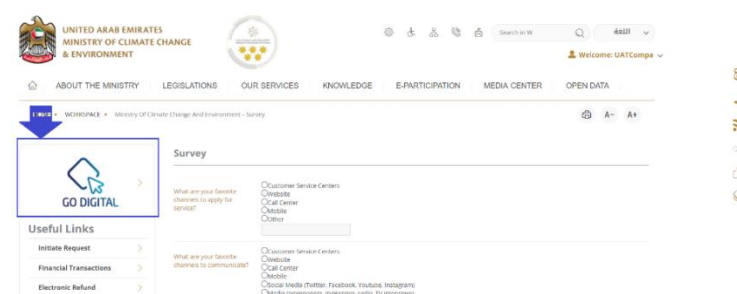 UNITED ARAB EMIRATES
MINISTRY OF CLIMATE CHANGE
& ENVIRONMENT
Search in W
اللغة
Welcome: UATCompa
ABOUT THE MINISTRY LEGISLATIONS OUR SERVICES KNOWLEDGE E-PARTICIPATION MEDIA CENTER OPEN DATA
WORKSPACE Ministry Of Climate Change And Environment - Survey
A- A+
GO DIGITAL
Survey
What are your favorite channels to apply for service?
Customer Service Centers
Website
Call Center
Mobile
Other
Useful Links
Initiate Request
Financial Transactions
Electronic Refund
What are your favorite channels to communicate?
Customer Service Centers
Website
Call Center
Mobile
Social Media (Twitter, Facebook, Youtube, Instagram)